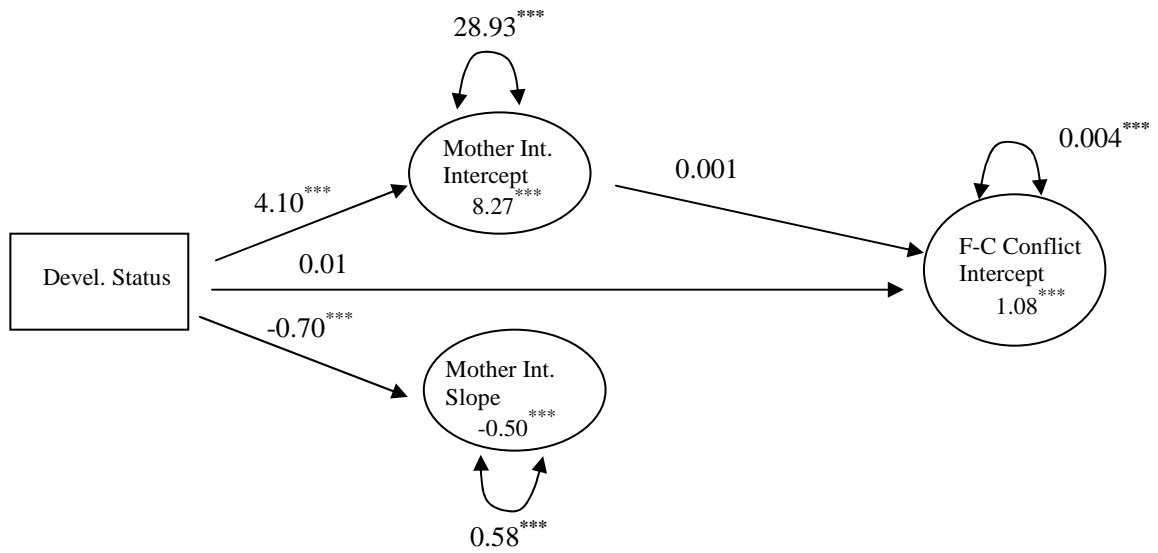 28.93***
Mother Int.
Intercept
8.27***
0.004***
0.001
4.10***
F-C Conflict
Intercept
1.08***
Devel. Status
0.01
-0.70***
Mother Int.
Slope
-0.50***
0.58***